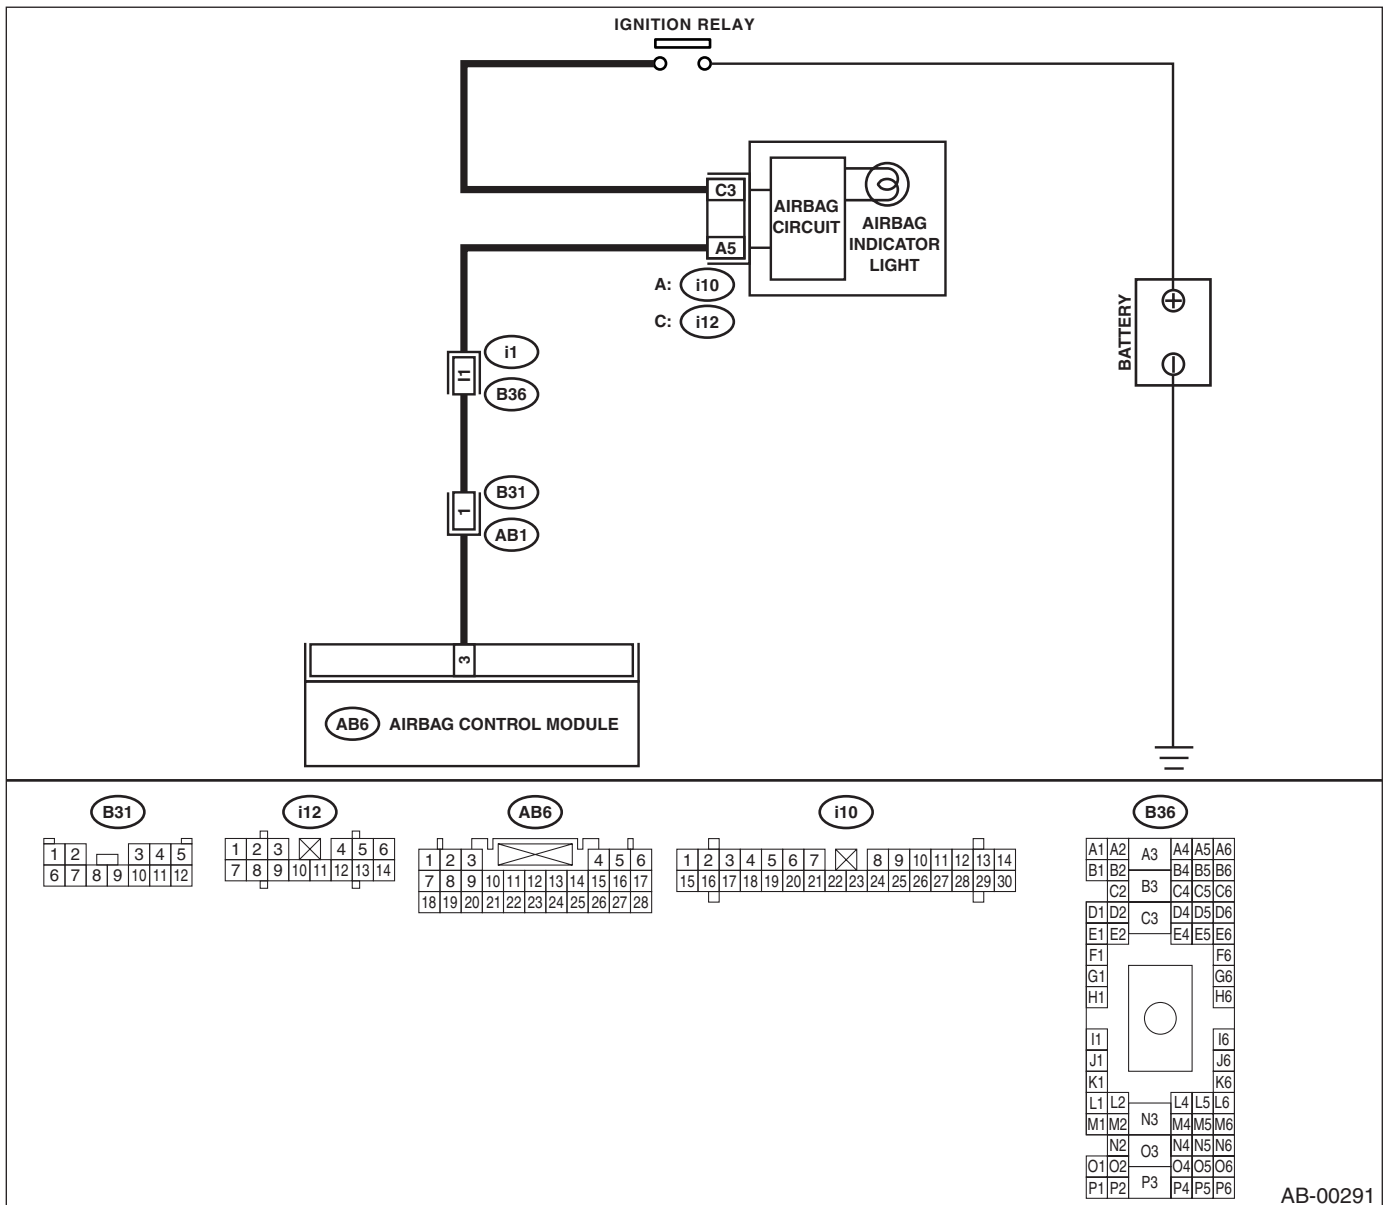 IGNITION RELAY
C3
AIRBAG
CIRCUIT
AIRBAG
INDICATOR
LIGHT
A5
A: i10
C: i12
BATTERY
i1
I1
B36
B31
1
AB1
3
AB6 AIRBAG CONTROL MODULE
B31
1 2 3 4 5
6 7 8 9 10 11 12
i12
1 2 3 4 5 6
7 8 9 10 11 12 13 14
AB6
1 2 3 4 5 6
7 8 9 10 11 12 13 14 15 16 17
18 19 20 21 22 23 24 25 26 27 28
i10
1 2 3 4 5 6 7 8 9 10 11 12 13 14
15 16 17 18 19 20 21 22 23 24 25 26 27 28 29 30
B36
A1 A2 A3 A4 A5 A6
B1 B2 B4 B5 B6
C2 B3 C4 C5 C6
D1 D2 C3 D4 D5 D6
E1 E2 E4 E5 E6
F1 F6
G1 G6
H1 H6
I1 I6
J1 J6
K1 K6
L1 L2 L4 L5 L6
M1 M2 N3 M4 M5 M6
N2 O3 N4 N5 N6
O1 O2 O4 O5 O6
P1 P2 P3 P4 P5 P6
AB-00291